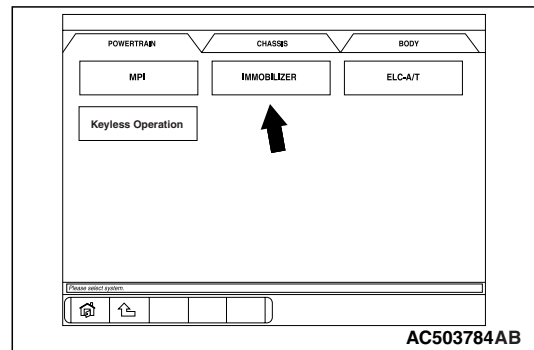 POWERTRAIN CHASSIS BODY
MPI IMMOBILIZER ELC-A/T
Keyless Operation
Please select system.
AC503784AB